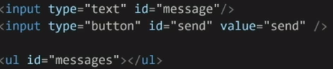 <input type="text" id="message"/>
<input type="button" id="send" value="send" />
<ul id="messages"></ul>